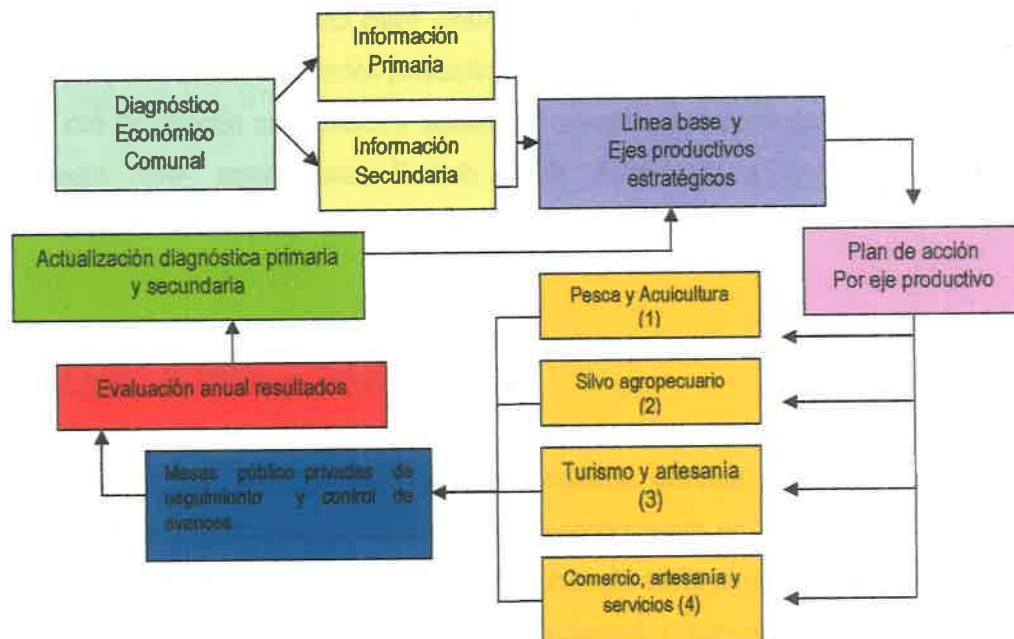 Información
Primaria
Diagnóstico
Económico
Comunal
Información
Secundaria
Linea base y
Ejes productivos
estratégicos
Actualización diagnóstica primaria
y secundaria
Plan de acción
Por eje productivo
Pesca y Acuicultura
(1)
Evaluación anual resultados
Silvo agropecuario
(2)
Mesas público privadas de
seguimiento y control de
avances
Turismo y artesanía
(3)
Comercio, artesanía y
servicios (4)